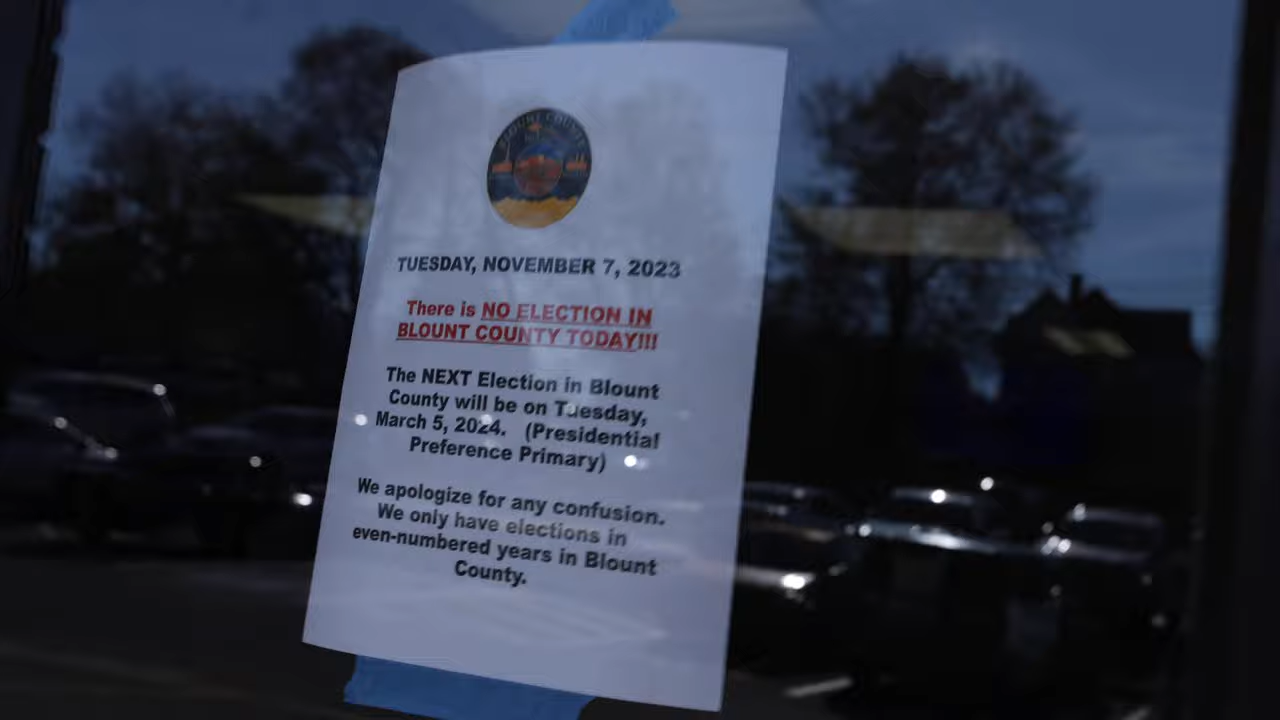 BLOUNT COUNTY
TUESDAY, NOVEMBER 7, 2023
There is NO ELECTION IN
BLOUNT COUNTY TODAY!!!
The NEXT Election in Blount
County will be on Tuesday,
March 5, 2024. (Presidential
Preference Primary)
We apologize for any confusion.
We only have elections in
even-numbered years in Blount
County.